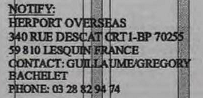 NOTIFY:
HERPORT OVERSEAS
340 RUE DESCAT CRT1-BP 70255
59 810 LESQUIN FRANCE
CONTACT: GUILLAUME/GREGORY
BACHELET
PHONE: 03 28 82 94 74